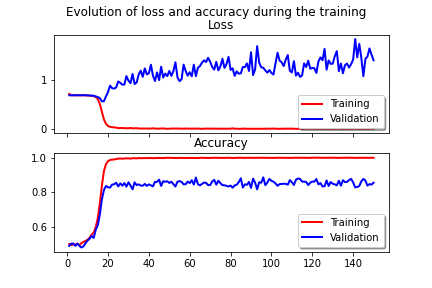 Evolution of loss and accuracy during the training
Loss
1
0
Training
Validation
Accuracy
1.0
0.8
0.6
Training
Validation
0 20 40 60 80 100 120 140